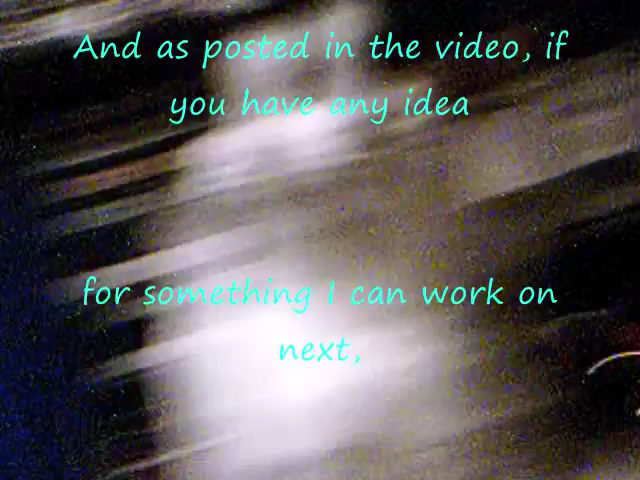 And as posted in the video, if
you have any idea
for something I can work on
next,